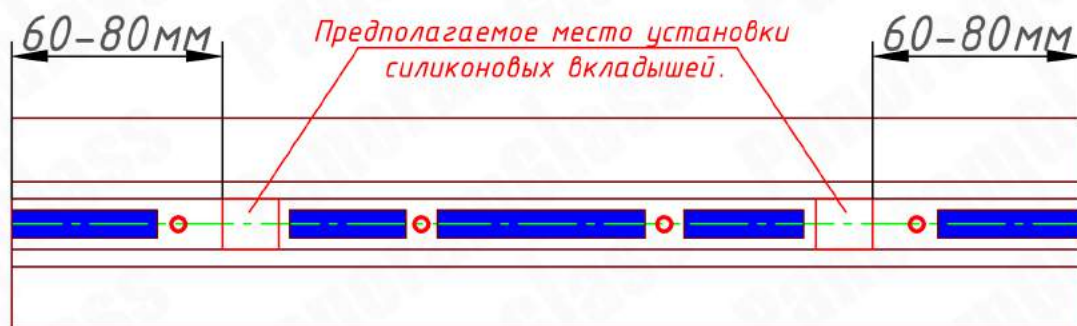 60-80мм
Предполагаемое место установки
силиконовых вкладышей.
60-80мм